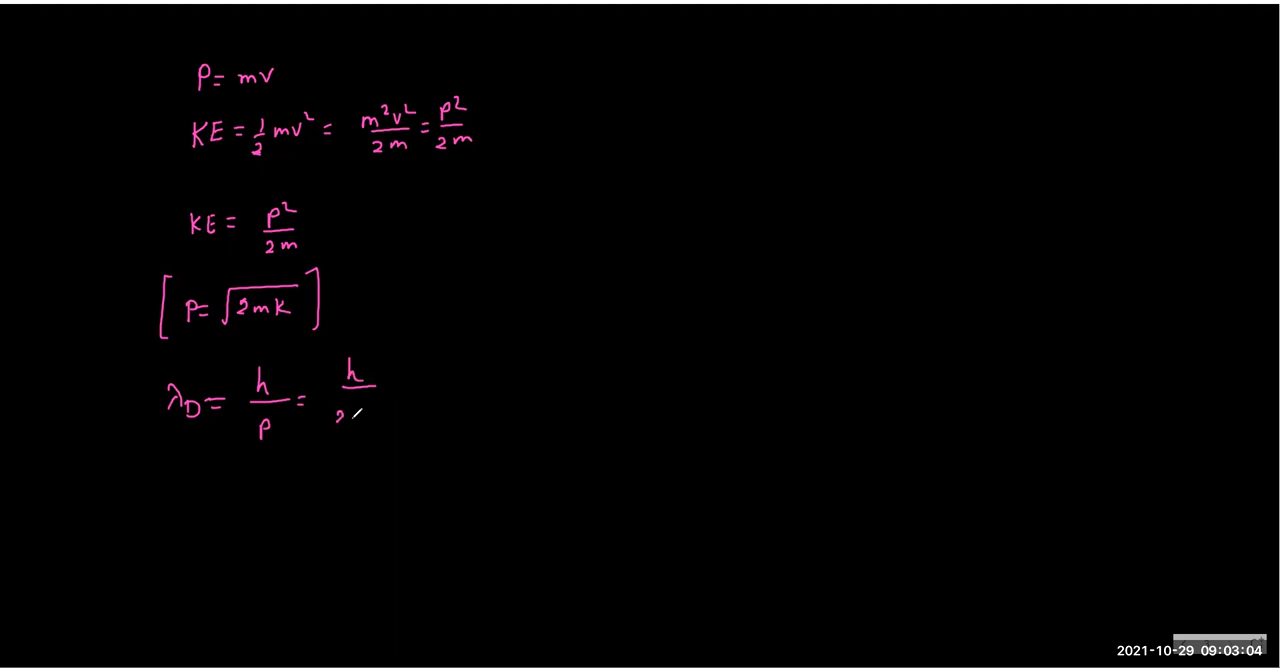 P = mv
KE = 1/2 mv² = m²v²/2m = P²/2m
KE = P²/2m
[P = √2mK]
λD = h/P = h/2
2021-10-29 09:03:04